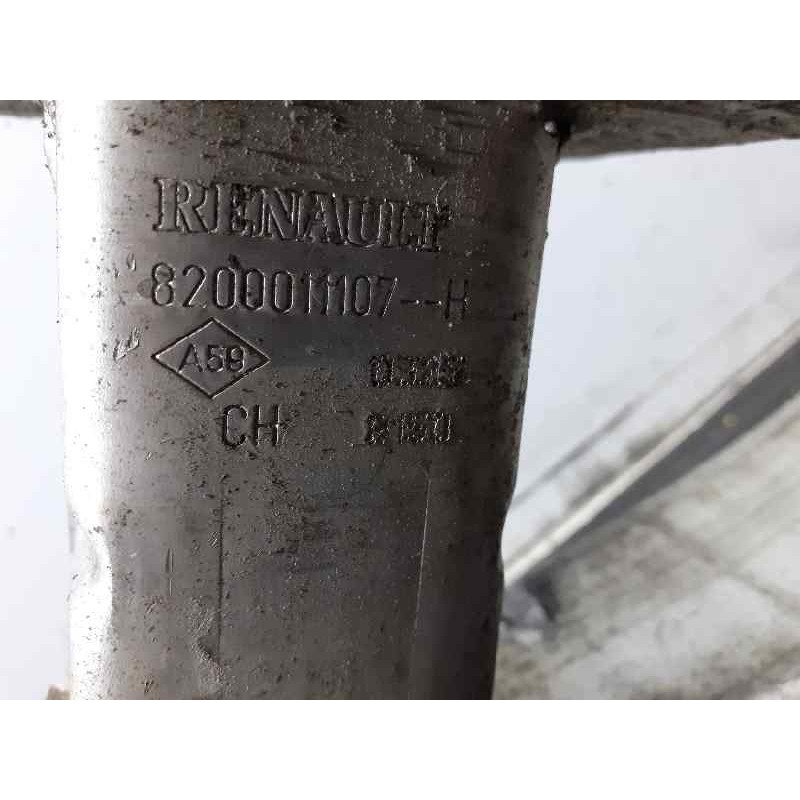 RENAULT
8200011107--H
A59
CH